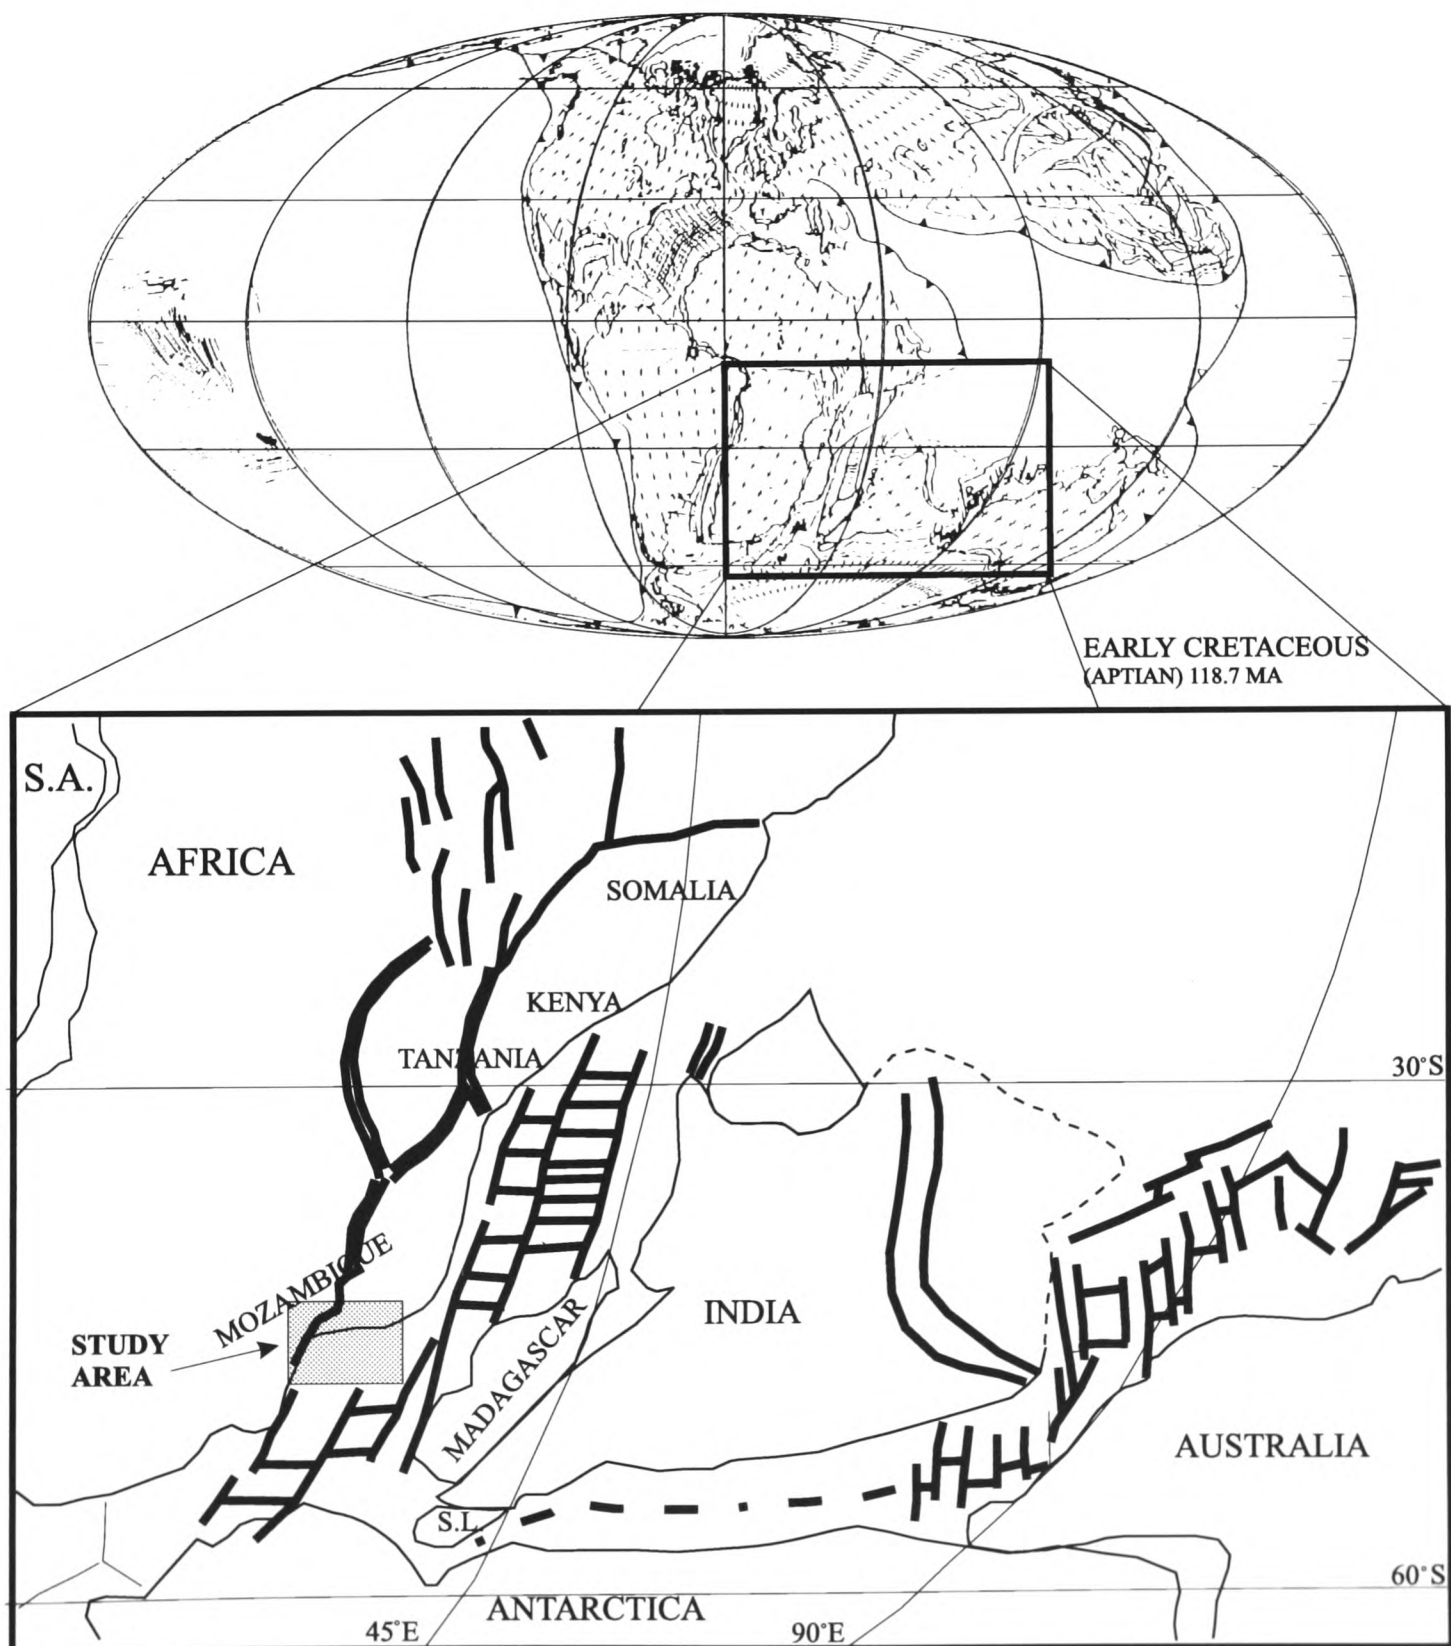 EARLY CRETACEOUS
(APTIAN) 118.7 MA
S.A.
AFRICA
SOMALIA
KENYA
TANZANIA
30°S
MOZAMBIQUE
STUDY
AREA
MADAGASCAR
INDIA
AUSTRALIA
S.L.
60°S
ANTARCTICA
45°E
90°E